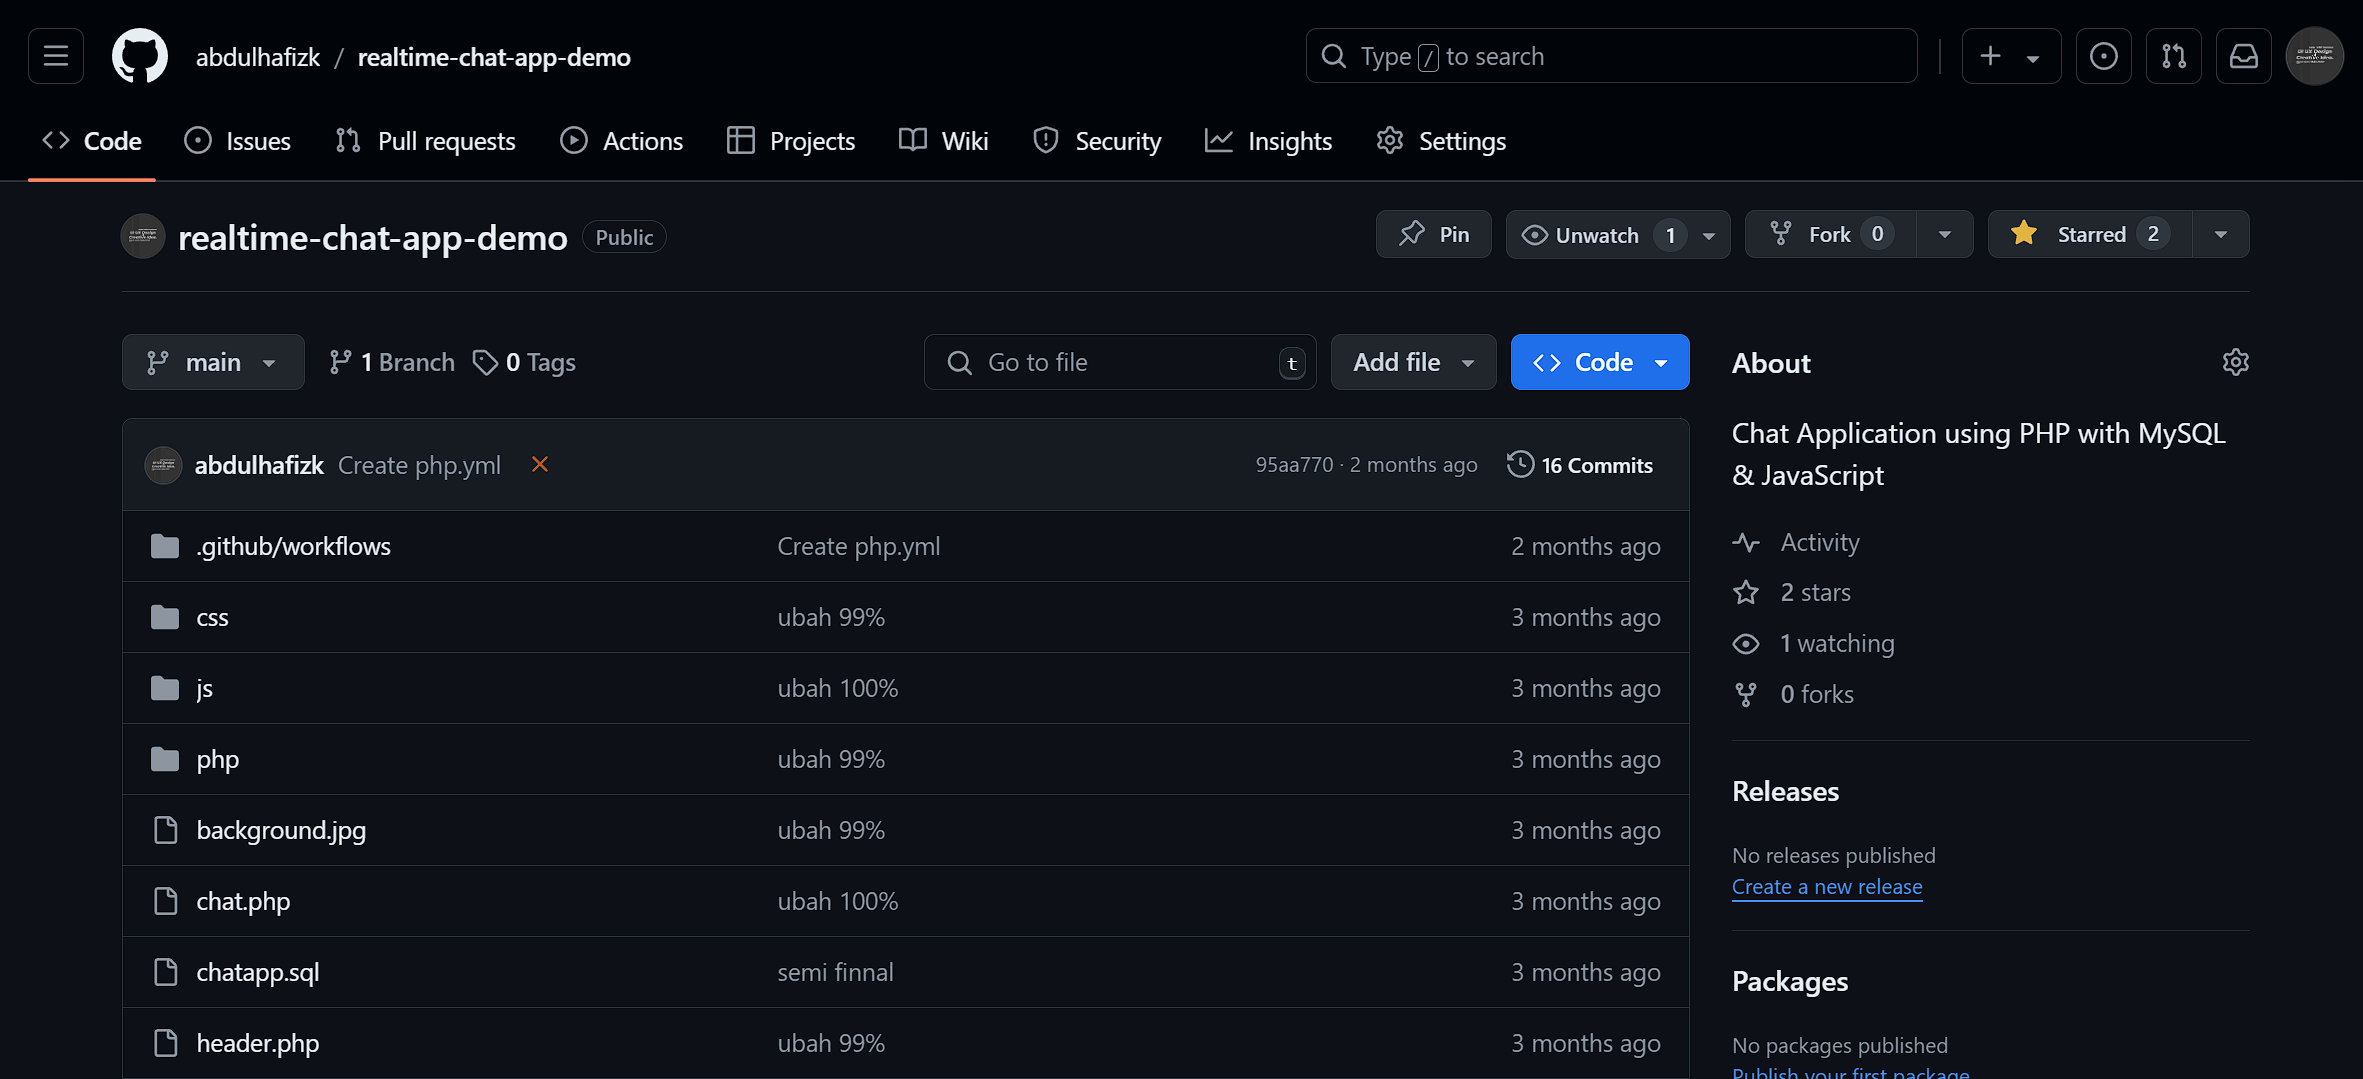 abdulhafizk / realtime-chat-app-demo
Type / to search
Code Issues Pull requests Actions Projects Wiki Security Insights Settings
realtime-chat-app-demo Public
Pin Unwatch 1 Fork 0 Starred 2
main 1 Branch 0 Tags Go to file t Add file Code
abdulhafizk Create php.yml 95aa770 · 2 months ago 16 Commits
.github/workflows Create php.yml 2 months ago
css ubah 99% 3 months ago
js ubah 100% 3 months ago
php ubah 99% 3 months ago
background.jpg ubah 99% 3 months ago
chat.php ubah 100% 3 months ago
chatapp.sql semi finnal 3 months ago
header.php ubah 99% 3 months ago
About
Chat Application using PHP with MySQL
& JavaScript
Activity
2 stars
1 watching
0 forks
Releases
No releases published
Create a new release
Packages
No packages published
Publish your first package